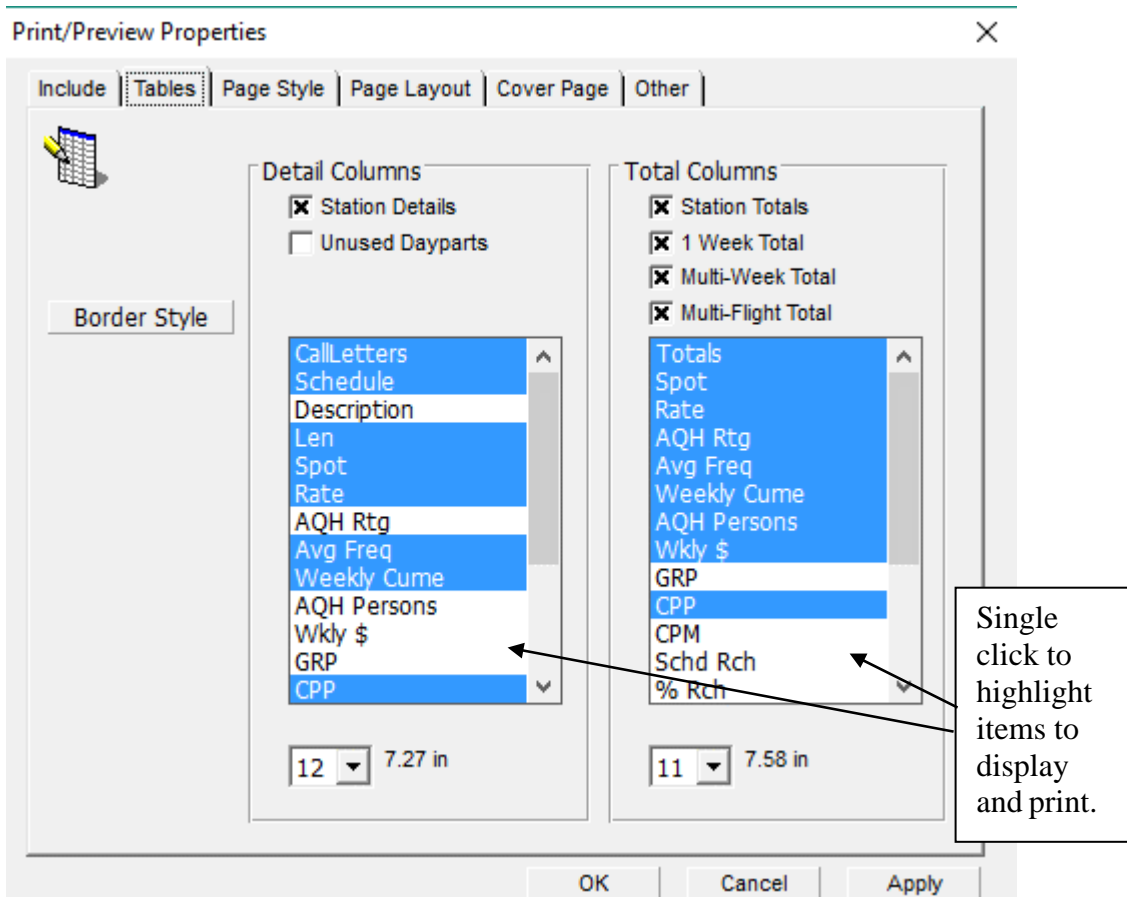 Print/Preview Properties
Include Tables Page Style Page Layout Cover Page Other
Detail Columns
Station Details
Unused Dayparts
Border Style
CallLetters
Schedule
Description
Len
Spot
Rate
AQH Rtg
Avg Freq
Weekly Cume
AQH Persons
Wkly $
GRP
CPP
12
7.27 in
Total Columns
Station Totals
1 Week Total
Multi-Week Total
Multi-Flight Total
Totals
Spot
Rate
AQH Rtg
Avg Freq
Weekly Cume
AQH Persons
Wkly $
GRP
CPP
CPM
Schd Rch
% Rch
11
7.58 in
Single
click to
highlight
items to
display
and print.
OK Cancel Apply